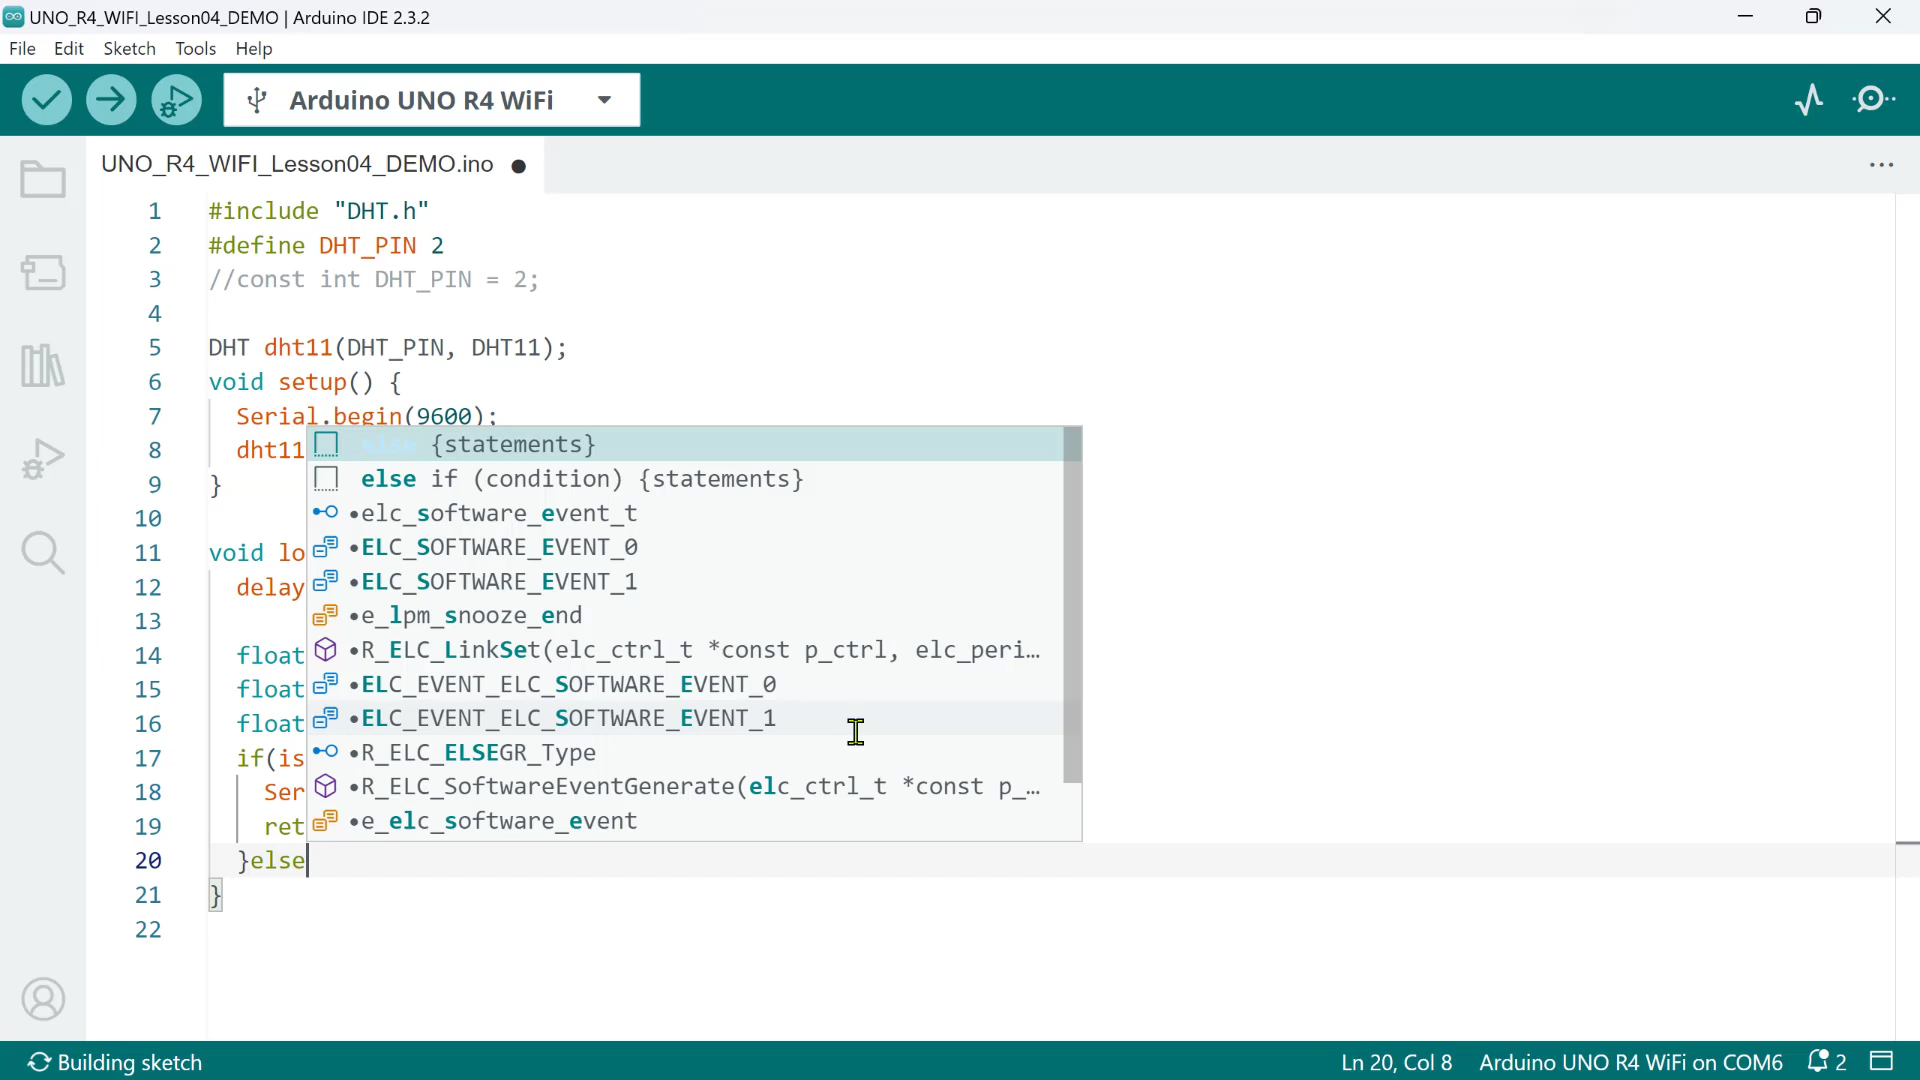 UNO_R4_WIFI_Lesson04_DEMO | Arduino IDE 2.3.2
File Edit Sketch Tools Help
Arduino UNO R4 WiFi
UNO_R4_WIFI_Lesson04_DEMO.ino
1 #include "DHT.h"
2 #define DHT_PIN 2
3 //const int DHT_PIN = 2;
4
5 DHT dht11(DHT_PIN, DHT11);
6 void setup() {
7 Serial.begin(9600);
8 dht11
9 }
10
11 void lo
12 delay
13
14 float
15 float
16 float
17 if(is
18 Ser
19 ret
20 }else
21 }
22
else {statements}
else if (condition) {statements}
•elc_software_event_t
•ELC_SOFTWARE_EVENT_0
•ELC_SOFTWARE_EVENT_1
•e_lpm_snooze_end
•R_ELC_LinkSet(elc_ctrl_t *const p_ctrl, elc_peri…
•ELC_EVENT_ELC_SOFTWARE_EVENT_0
•ELC_EVENT_ELC_SOFTWARE_EVENT_1
•R_ELC_ELSEGR_Type
•R_ELC_SoftwareEventGenerate(elc_ctrl_t *const p_…
•e_elc_software_event
Building sketch
Ln 20, Col 8 Arduino UNO R4 WiFi on COM6 2